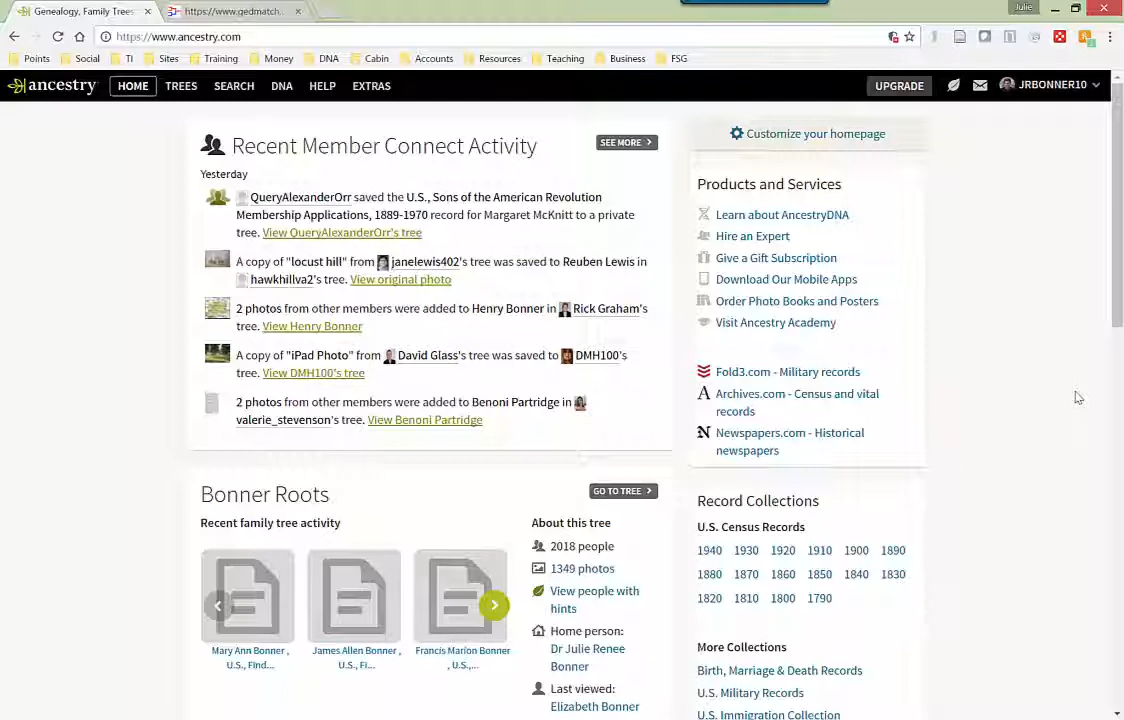 Genealogy, Family Trees
https://www.gedmatch.
Julie
https://www.ancestry.com
Points Social TI Sites Training Money DNA Cabin Accounts Resources Teaching Business FSG
ancestry HOME TREES SEARCH DNA HELP EXTRAS UPGRADE JRBONNER10
Recent Member Connect Activity
SEE MORE
Yesterday
QueryAlexanderOrr saved the U.S., Sons of the American Revolution
Membership Applications, 1889-1970 record for Margaret McKnitt to a private
tree. View QueryAlexanderOrr's tree
A copy of "locust hill" from janelewis402's tree was saved to Reuben Lewis in
hawkhillva2's tree. View original photo
2 photos from other members were added to Henry Bonner in Rick Graham's
tree. View Henry Bonner
A copy of "iPad Photo" from David Glass's tree was saved to DMH100's
tree. View DMH100's tree
2 photos from other members were added to Benoni Partridge in
valerie_stevenson's tree. View Benoni Partridge
Bonner Roots
GO TO TREE
Recent family tree activity
Mary Ann Bonner ,
U.S., Find...
James Allen Bonner ,
U.S., Fi...
Francis Marion Bonner
, U.S.,...
About this tree
2018 people
1349 photos
View people with
hints
Home person:
Dr Julie Renee
Bonner
Last viewed:
Elizabeth Bonner
Customize your homepage
Products and Services
Learn about AncestryDNA
Hire an Expert
Give a Gift Subscription
Download Our Mobile Apps
Order Photo Books and Posters
Visit Ancestry Academy
Fold3.com - Military records
Archives.com - Census and vital
records
Newspapers.com - Historical
newspapers
Record Collections
U.S. Census Records
1940 1930 1920 1910 1900 1890
1880 1870 1860 1850 1840 1830
1820 1810 1800 1790
More Collections
Birth, Marriage & Death Records
U.S. Military Records
U.S. Immigration Collection